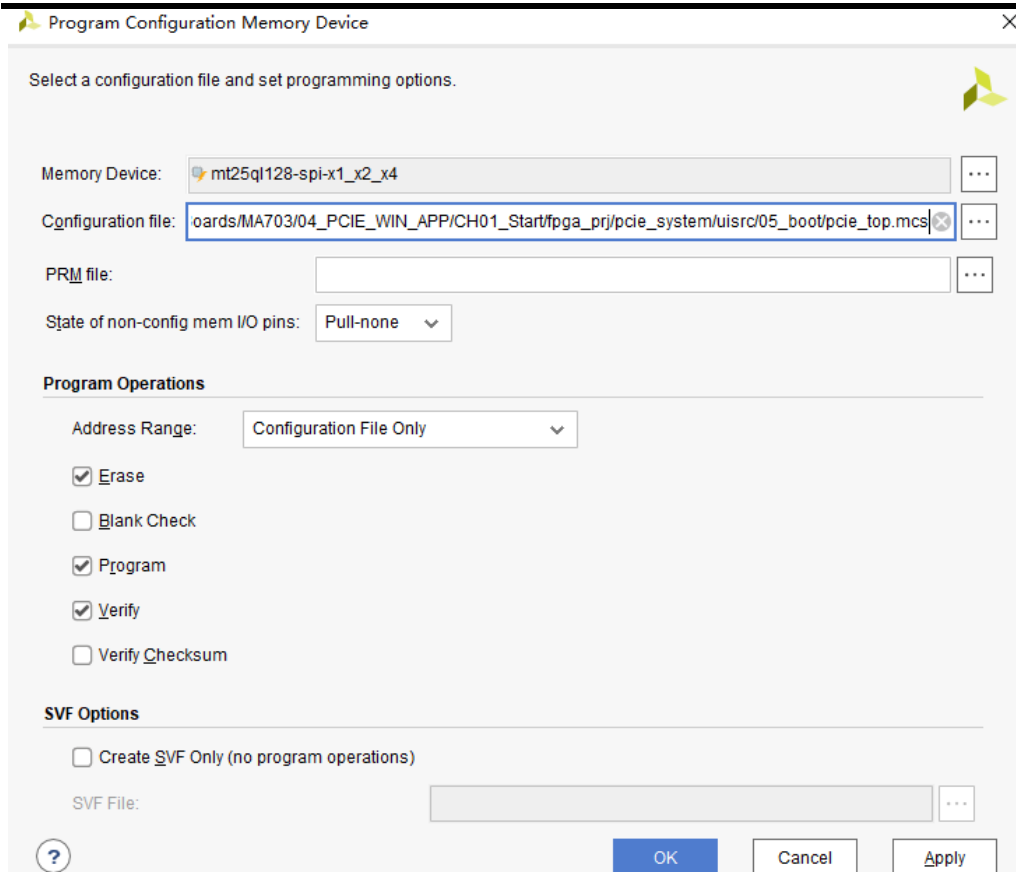 Program Configuration Memory Device
Select a configuration file and set programming options.
Memory Device: mt25ql128-spi-x1_x2_x4 ...
Configuration file: oards/MA703/04_PCIE_WIN_APP/CH01_Start/fpga_prj/pcie_system/uisrc/05_boot/pcie_top.mcs ...
PRM file: ...
State of non-config mem I/O pins: Pull-none
Program Operations
Address Range: Configuration File Only
Erase
Blank Check
Program
Verify
Verify Checksum
SVF Options
Create SVF Only (no program operations)
SVF File: ...
? OK Cancel Apply